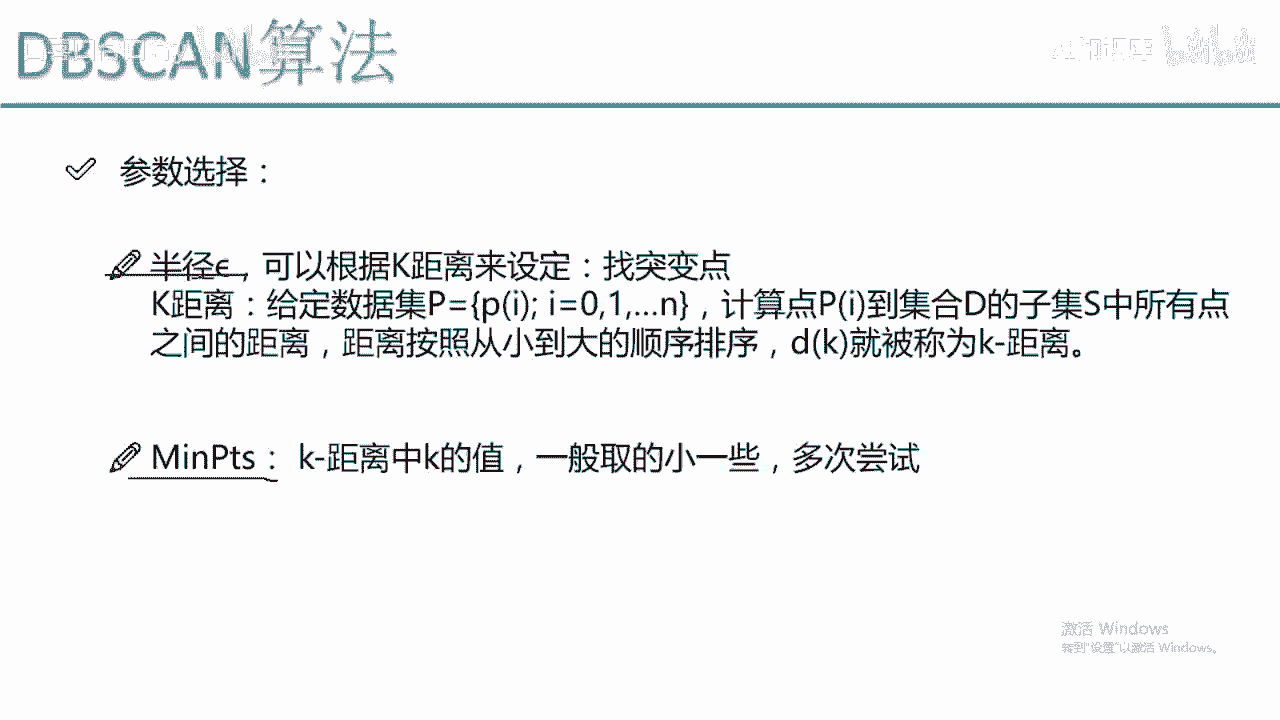 DBSCAN算法
参数选择：
半径ϵ，可以根据K距离来设定：找突变点
K距离：给定数据集P={p(i); i=0,1,…n}，计算点P(i)到集合D的子集S中所有点
之间的距离，距离按照从小到大的顺序排序，d(k)就被称为k-距离。
MinPts： k-距离中k的值，一般取的小一些，多次尝试
激活 Windows
转到"设置"以激活 Windows。